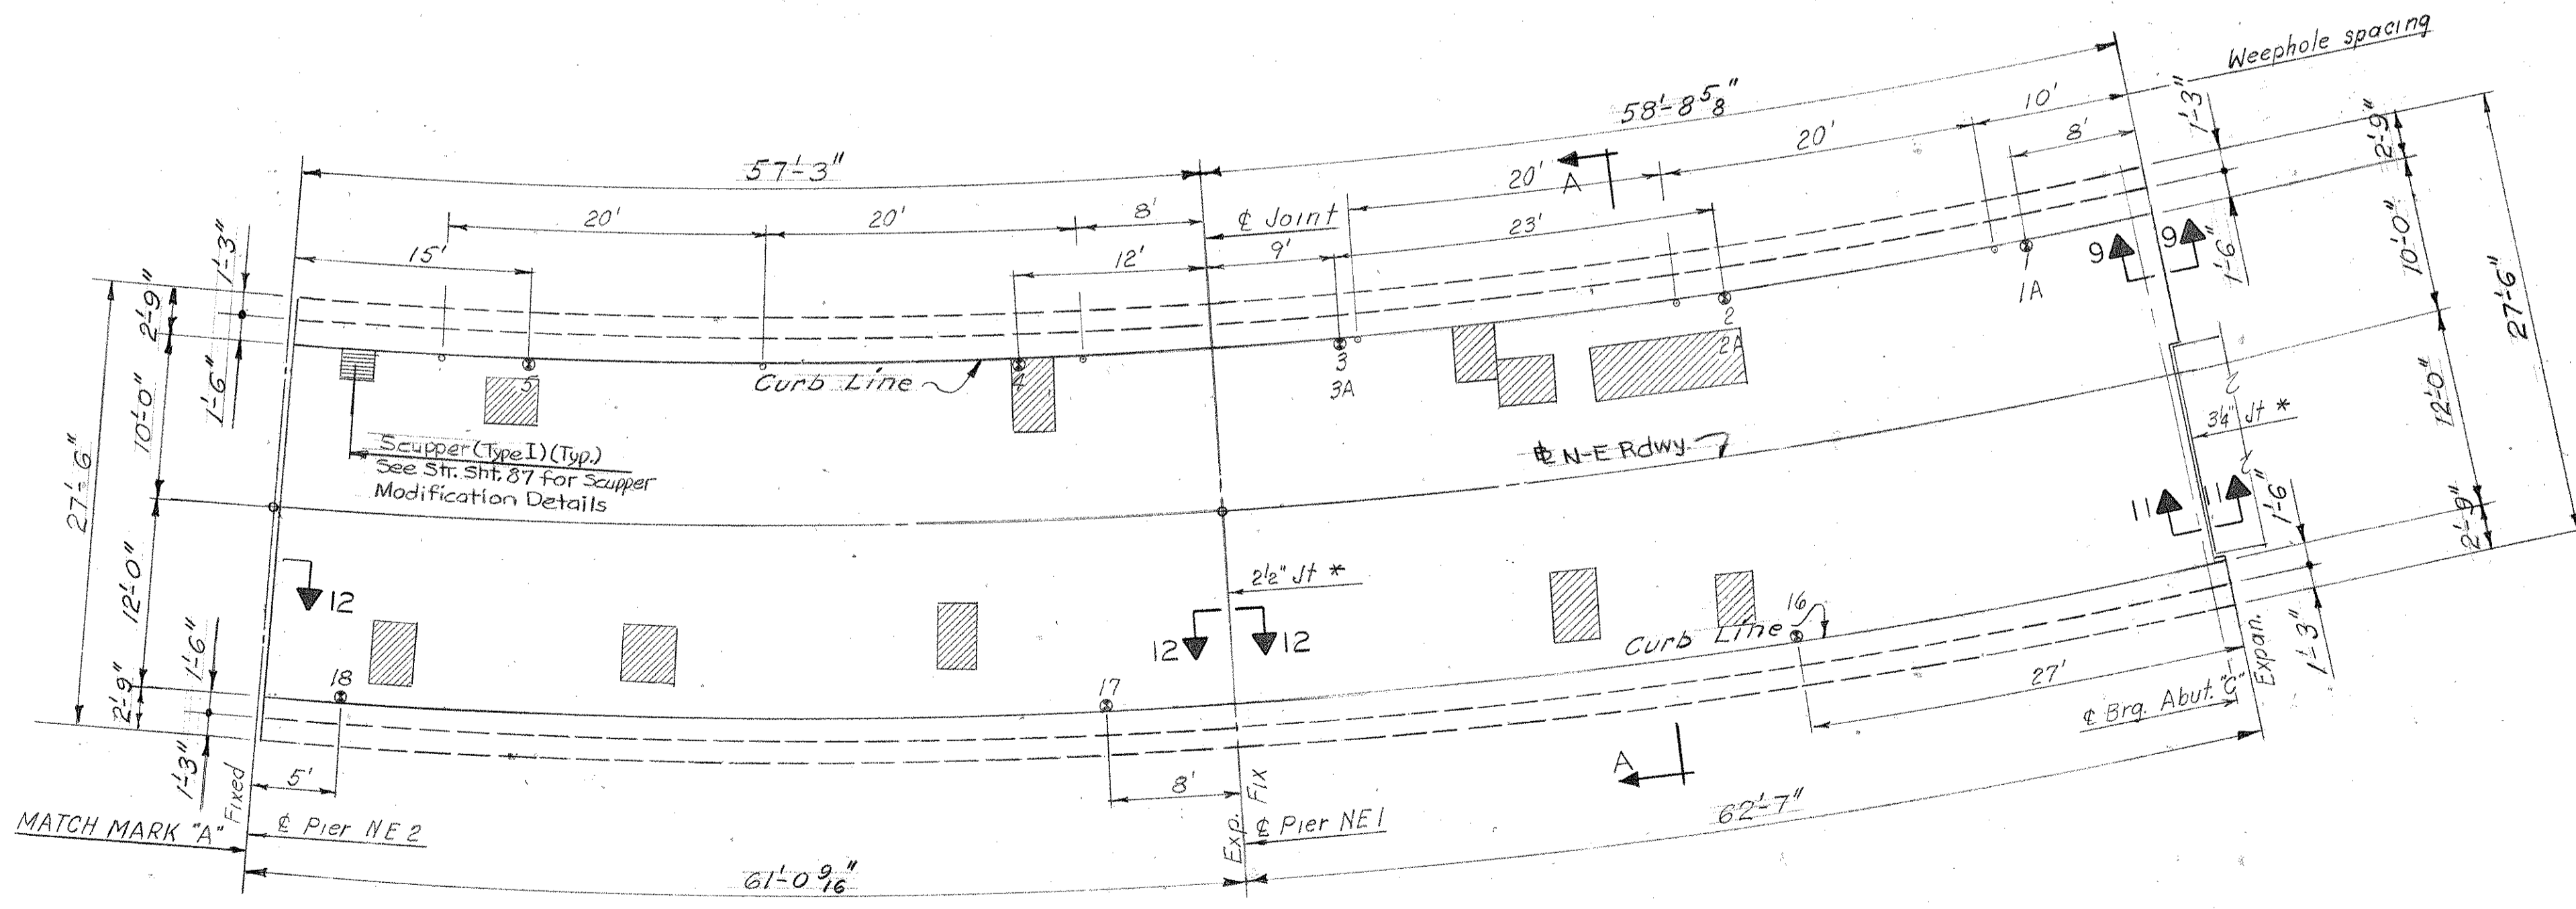 Weephole spacing
58'-8 5/8"
10'
1'-3"
8'
2'-9"
20'
57'-3"
20'
A
20'
20'
8'
℄ Joint
23'
1'-3"
15'
12'
9'
10'-0"
1'-6"
9
9
2'-9"
1A
27'-6"
2
2A
3
3A
5
4
Curb Line
1'-6"
10'-0"
12'-0"
3¼" Jt *
27'-6"
Scupper (Type I) (Typ.)
See Str. Sht. 87 for Scupper
Modification Details
℄ N-E Rdwy.
11
11
1'-6"
2'-9"
12'-0"
12
2½" Jt *
16
Curb Line
12
12
1'-6"
2'-9"
18
17
27'
Expan.
1'-3"
℄ Brg. Abut. "C"
A
1'-3"
5'
8'
62'-7"
Fixed
Exp.
Fix
MATCH MARK "A"
℄ Pier NE 2
℄ Pier NE 1
61'-0 9/16"